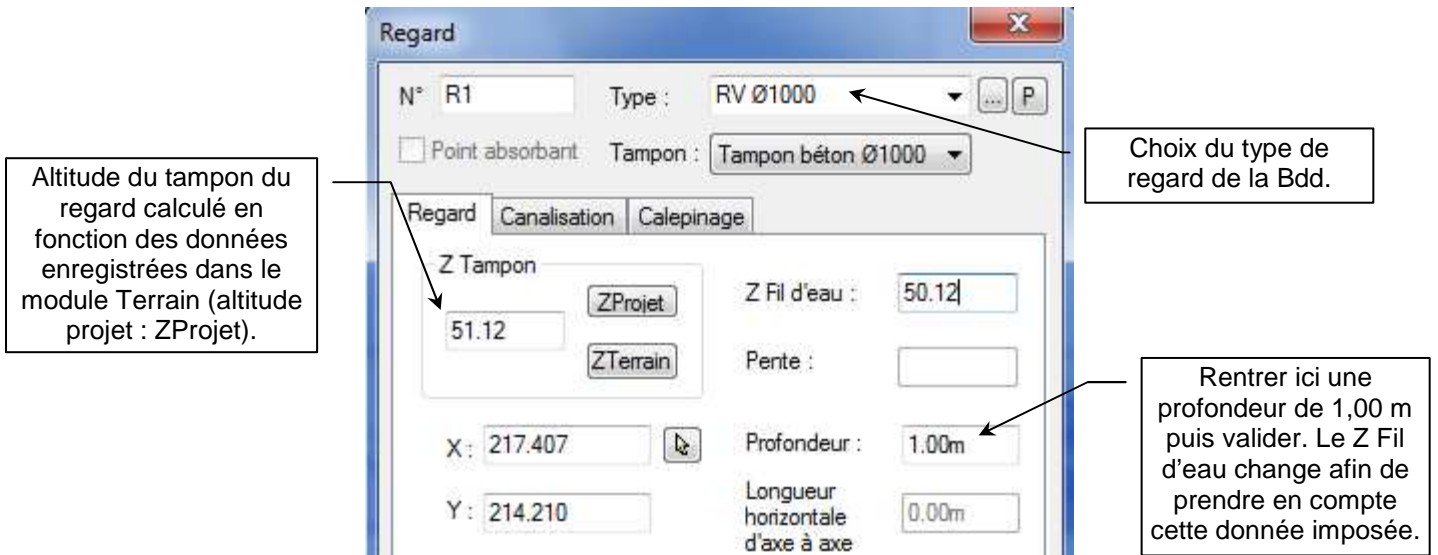 Regard
N° R1 Type : RV Ø1000 ... P
Point absorbant Tampon : Tampon béton Ø1000
Choix du type de
regard de la Bdd.
Altitude du tampon du
regard calculé en
fonction des données
enregistrées dans le
module Terrain (altitude
projet : ZProjet).
Regard Canalisation Calepinage
Z Tampon
ZProjet
Z Fil d'eau : 50.12
51.12
ZTerrain
Pente :
X : 217.407
Profondeur : 1.00m
Y : 214.210
Longueur
horizontale
d'axe à axe
0.00m
Rentrer ici une
profondeur de 1,00 m
puis valider. Le Z Fil
d'eau change afin de
prendre en compte
cette donnée imposée.